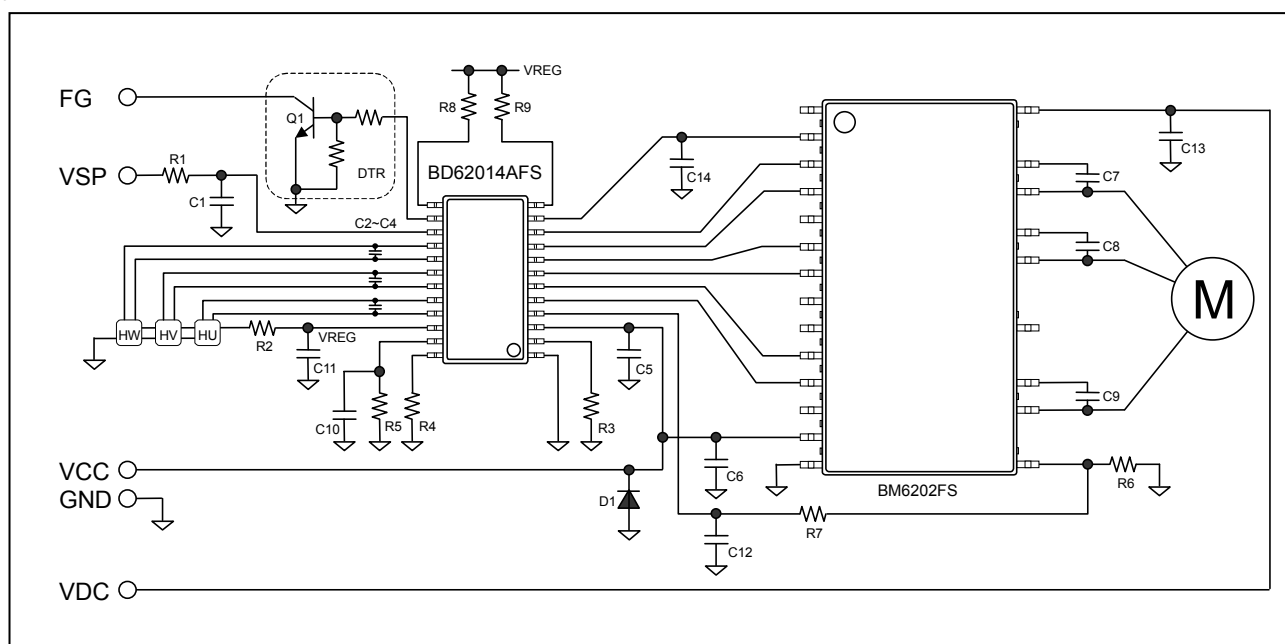 VREG
FG
Q1
R8
R9
DTR
VSP
R1
C1
BD62014AFS
C14
C13
C7
C2~C4
C8
HW
HV
HU
R2
VREG
C11
C5
C10
R5
R4
R3
C9
VCC
GND
D1
C6
BM6202FS
R6
R7
C12
VDC
M